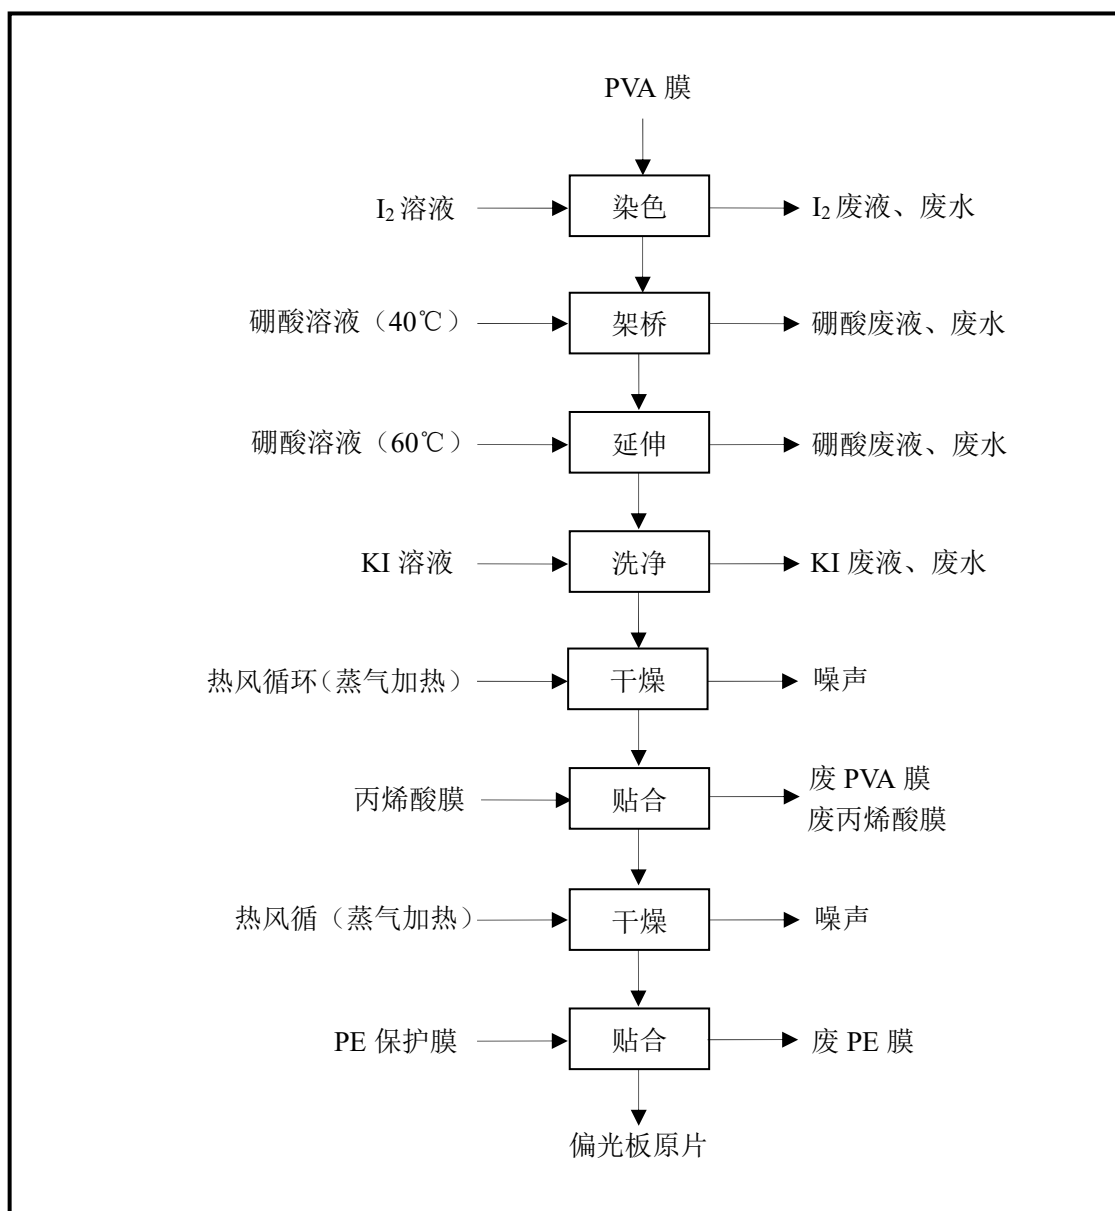 PVA 膜
I₂ 溶液
染色
I₂ 废液、废水
硼酸溶液（40℃）
架桥
硼酸废液、废水
硼酸溶液（60℃）
延伸
硼酸废液、废水
KI 溶液
洗净
KI 废液、废水
热风循环（蒸气加热）
干燥
噪声
丙烯酸膜
贴合
废 PVA 膜
废丙烯酸膜
热风循（蒸气加热）
干燥
噪声
PE 保护膜
贴合
废 PE 膜
偏光板原片